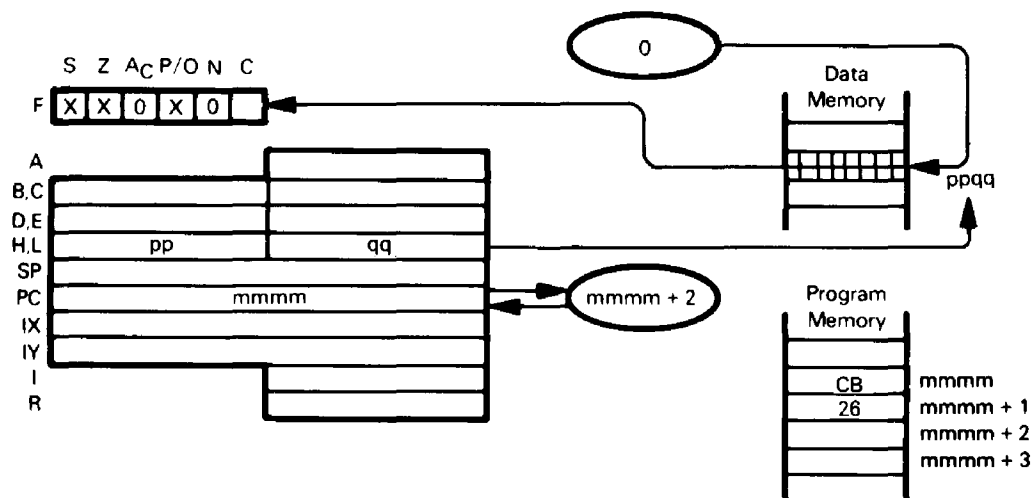 0
S Z AC P/O N C
F X X 0 X 0
Data
Memory
ppqq
A
B,C
D,E
H,L pp qq
SP
PC mmmm mmmm + 2
IX
IY
I
R
Program
Memory
CB mmmm
26 mmmm + 1
mmmm + 2
mmmm + 3